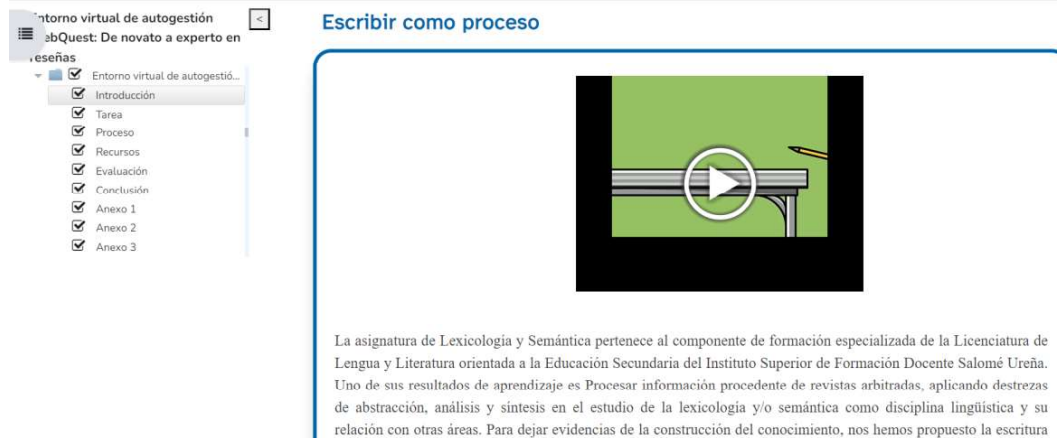 Entorno virtual de autogestión
<
WebQuest: De novato a experto en
reseñas
Entorno virtual de autogestió...
Introducción
Tarea
Proceso
Recursos
Evaluación
Conclusión
Anexo 1
Anexo 2
Anexo 3
Escribir como proceso
La asignatura de Lexicología y Semántica pertenece al componente de formación especializada de la Licenciatura de
Lengua y Literatura orientada a la Educación Secundaria del Instituto Superior de Formación Docente Salomé Ureña.
Uno de sus resultados de aprendizaje es Procesar información procedente de revistas arbitradas, aplicando destrezas
de abstracción, análisis y síntesis en el estudio de la lexicología y/o semántica como disciplina lingüística y su
relación con otras áreas. Para dejar evidencias de la construcción del conocimiento, nos hemos propuesto la escritura